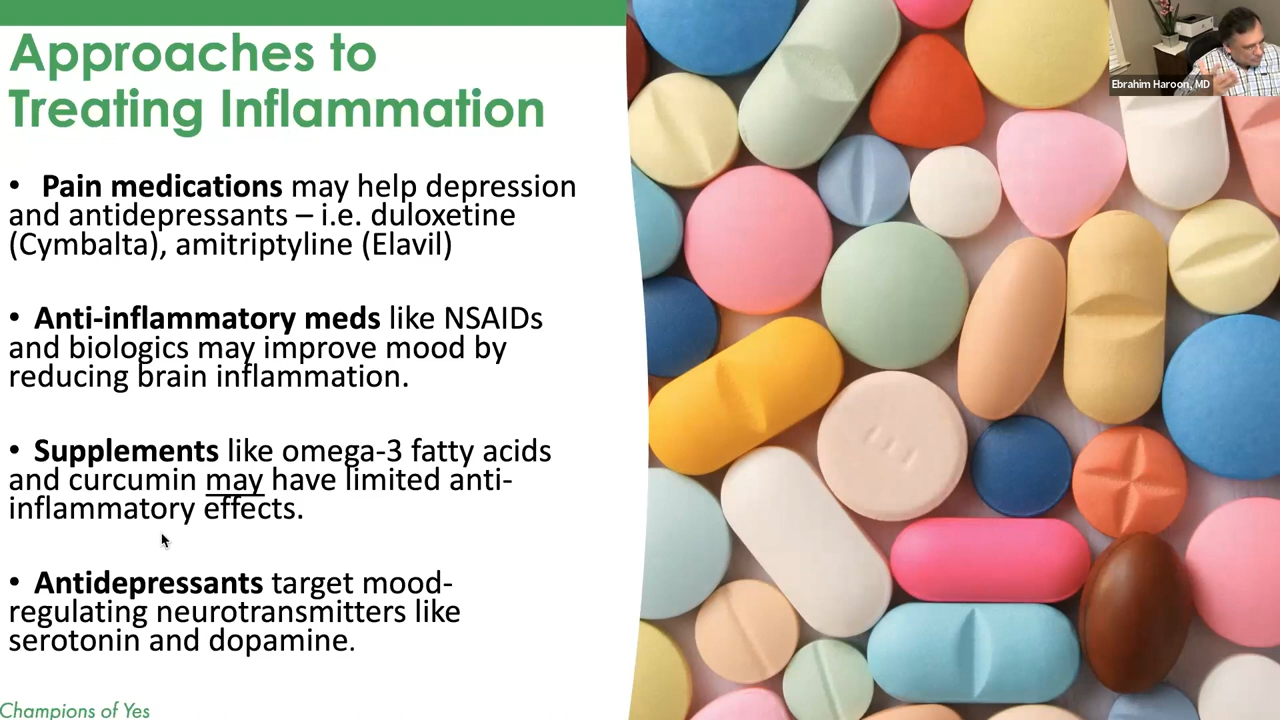 Approaches to
Treating Inflammation
• Pain medications may help depression
and antidepressants – i.e. duloxetine
(Cymbalta), amitriptyline (Elavil)
• Anti-inflammatory meds like NSAIDs
and biologics may improve mood by
reducing brain inflammation.
• Supplements like omega-3 fatty acids
and curcumin may have limited anti-
inflammatory effects.
• Antidepressants target mood-
regulating neurotransmitters like
serotonin and dopamine.
Champions of Yes
Ebrahim Haroon, MD